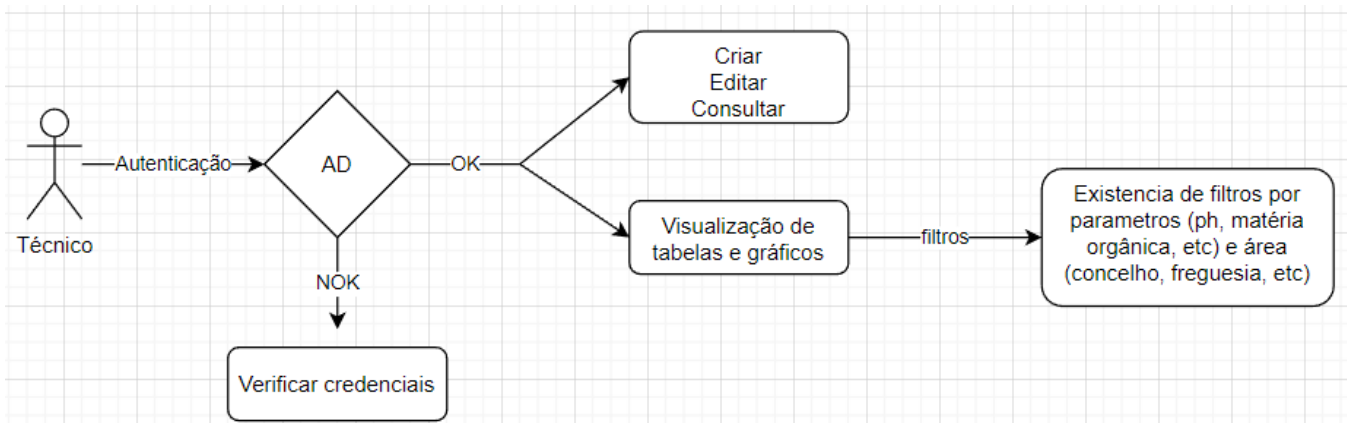 Técnico
Autenticação
AD
OK
NOK
Verificar credenciais
Criar
Editar
Consultar
Visualização de
tabelas e gráficos
filtros
Existencia de filtros por
parametros (ph, matéria
orgânica, etc) e área
(concelho, freguesia, etc)